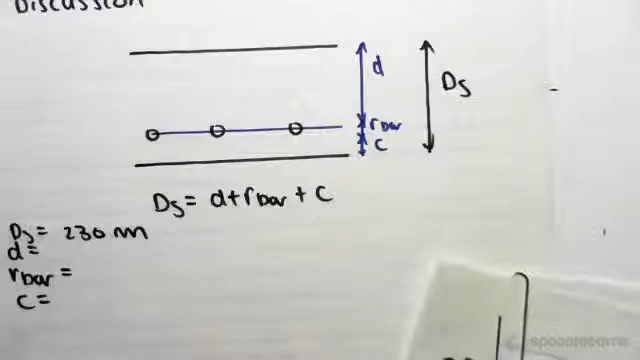 Discussion
d
Ds
rbar
c
Ds = d + rbar + c
Ds = 230 mm
d =
rbar =
c =